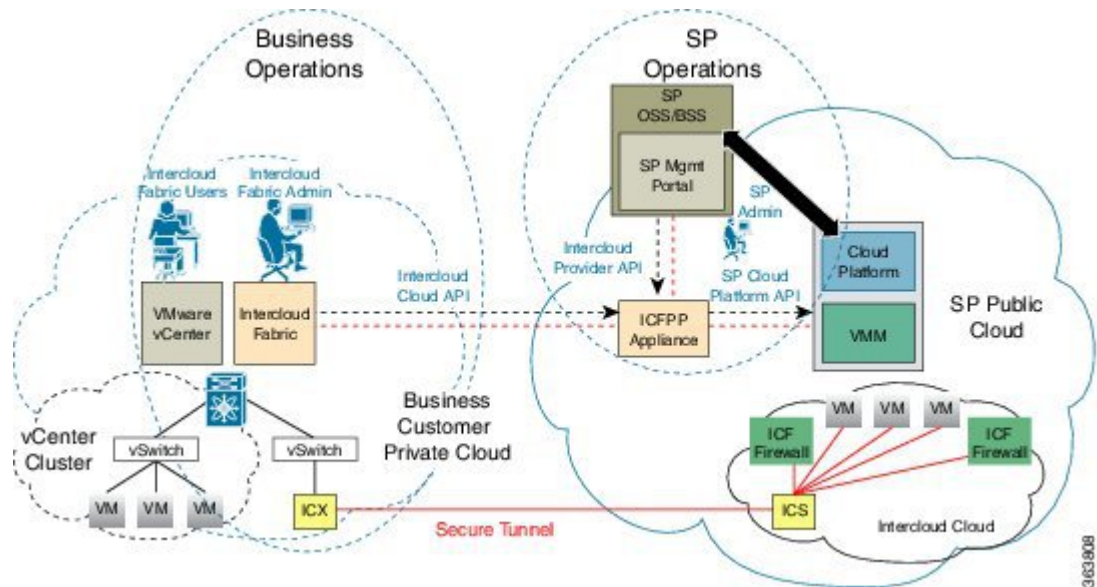 Business
Operations
SP
Operations
SP
OSS/BSS
SP Mgmt
Portal
Intercloud
Fabric Users
Intercloud
Fabric Admin
SP
Admin
Intercloud
Provider API
Intercloud
Cloud API
SP Cloud
Platform API
Cloud
Platform
VMM
SP Public
Cloud
VMware
vCenter
Intercloud
Fabric
ICFPP
Appliance
vCenter
Cluster
vSwitch
vSwitch
Business
Customer
Private Cloud
VM
VM
VM
ICX
Secure Tunnel
VM
VM
VM
ICF
Firewall
ICF
Firewall
ICS
Intercloud Cloud
363808